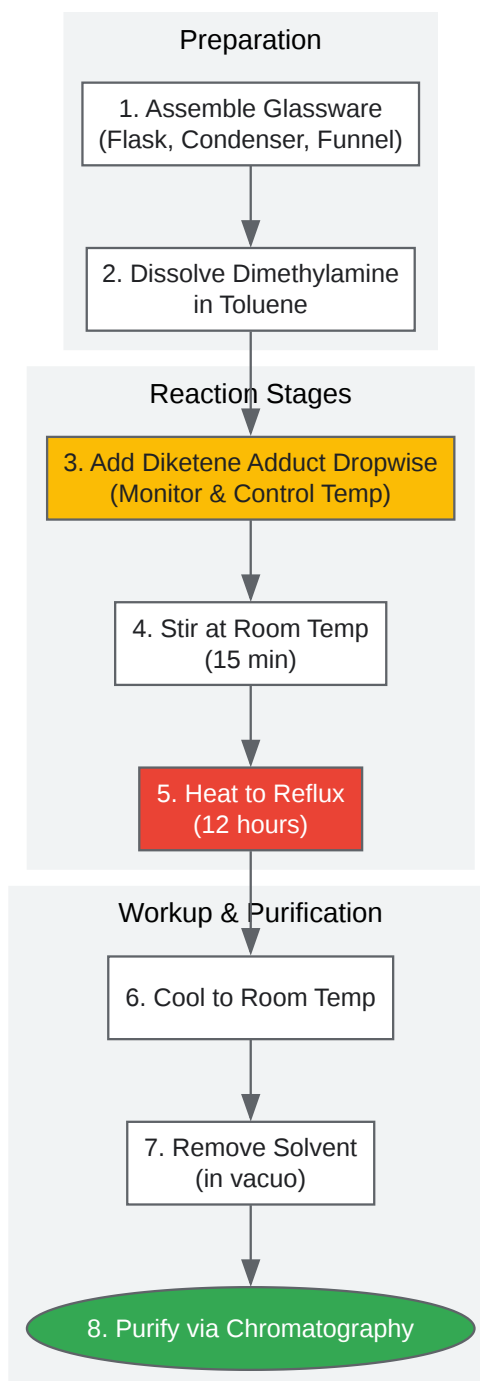 Preparation
1. Assemble Glassware
(Flask, Condenser, Funnel)
2. Dissolve Dimethylamine
in Toluene
Reaction Stages
3. Add Diketene Adduct Dropwise
(Monitor & Control Temp)
4. Stir at Room Temp
(15 min)
5. Heat to Reflux
(12 hours)
Workup & Purification
6. Cool to Room Temp
7. Remove Solvent
(in vacuo)
8. Purify via Chromatography